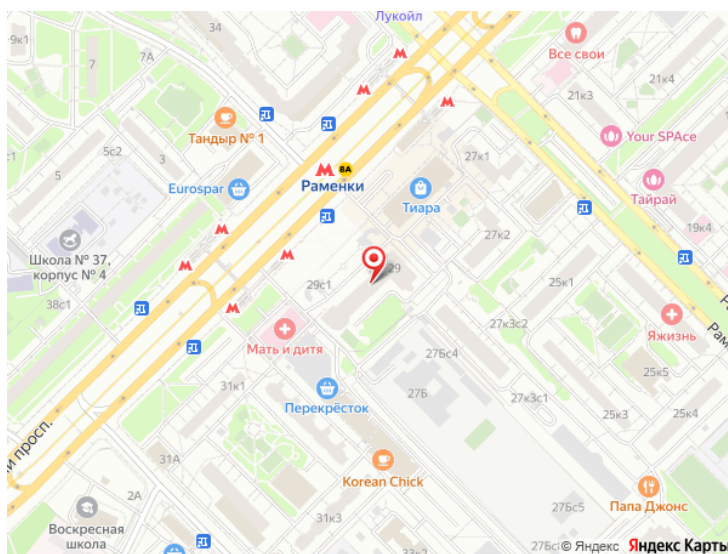 Лукойл
9к1
34
7А
Все свои
21к4
21к3
2А
5с2
Тандыр № 1
27к1
Your SPAce
8А
Раменки
Eurospar
Тиара
Тайрай
19к4
27к2
Школа № 37,
корпус № 4
29
25к1
29с1
38с1
27к3с2
Яжизнь
Мать и дитя
27Бс4
25к5
31к1
27Б
27к3с1
Перекрёсток
25к3
25к4
и просп.
31А
Korean Chick
Папа Джонс
2А
27Бс5
Воскресная
школа
31к3
31к2
© Яндекс Яндекс Карты